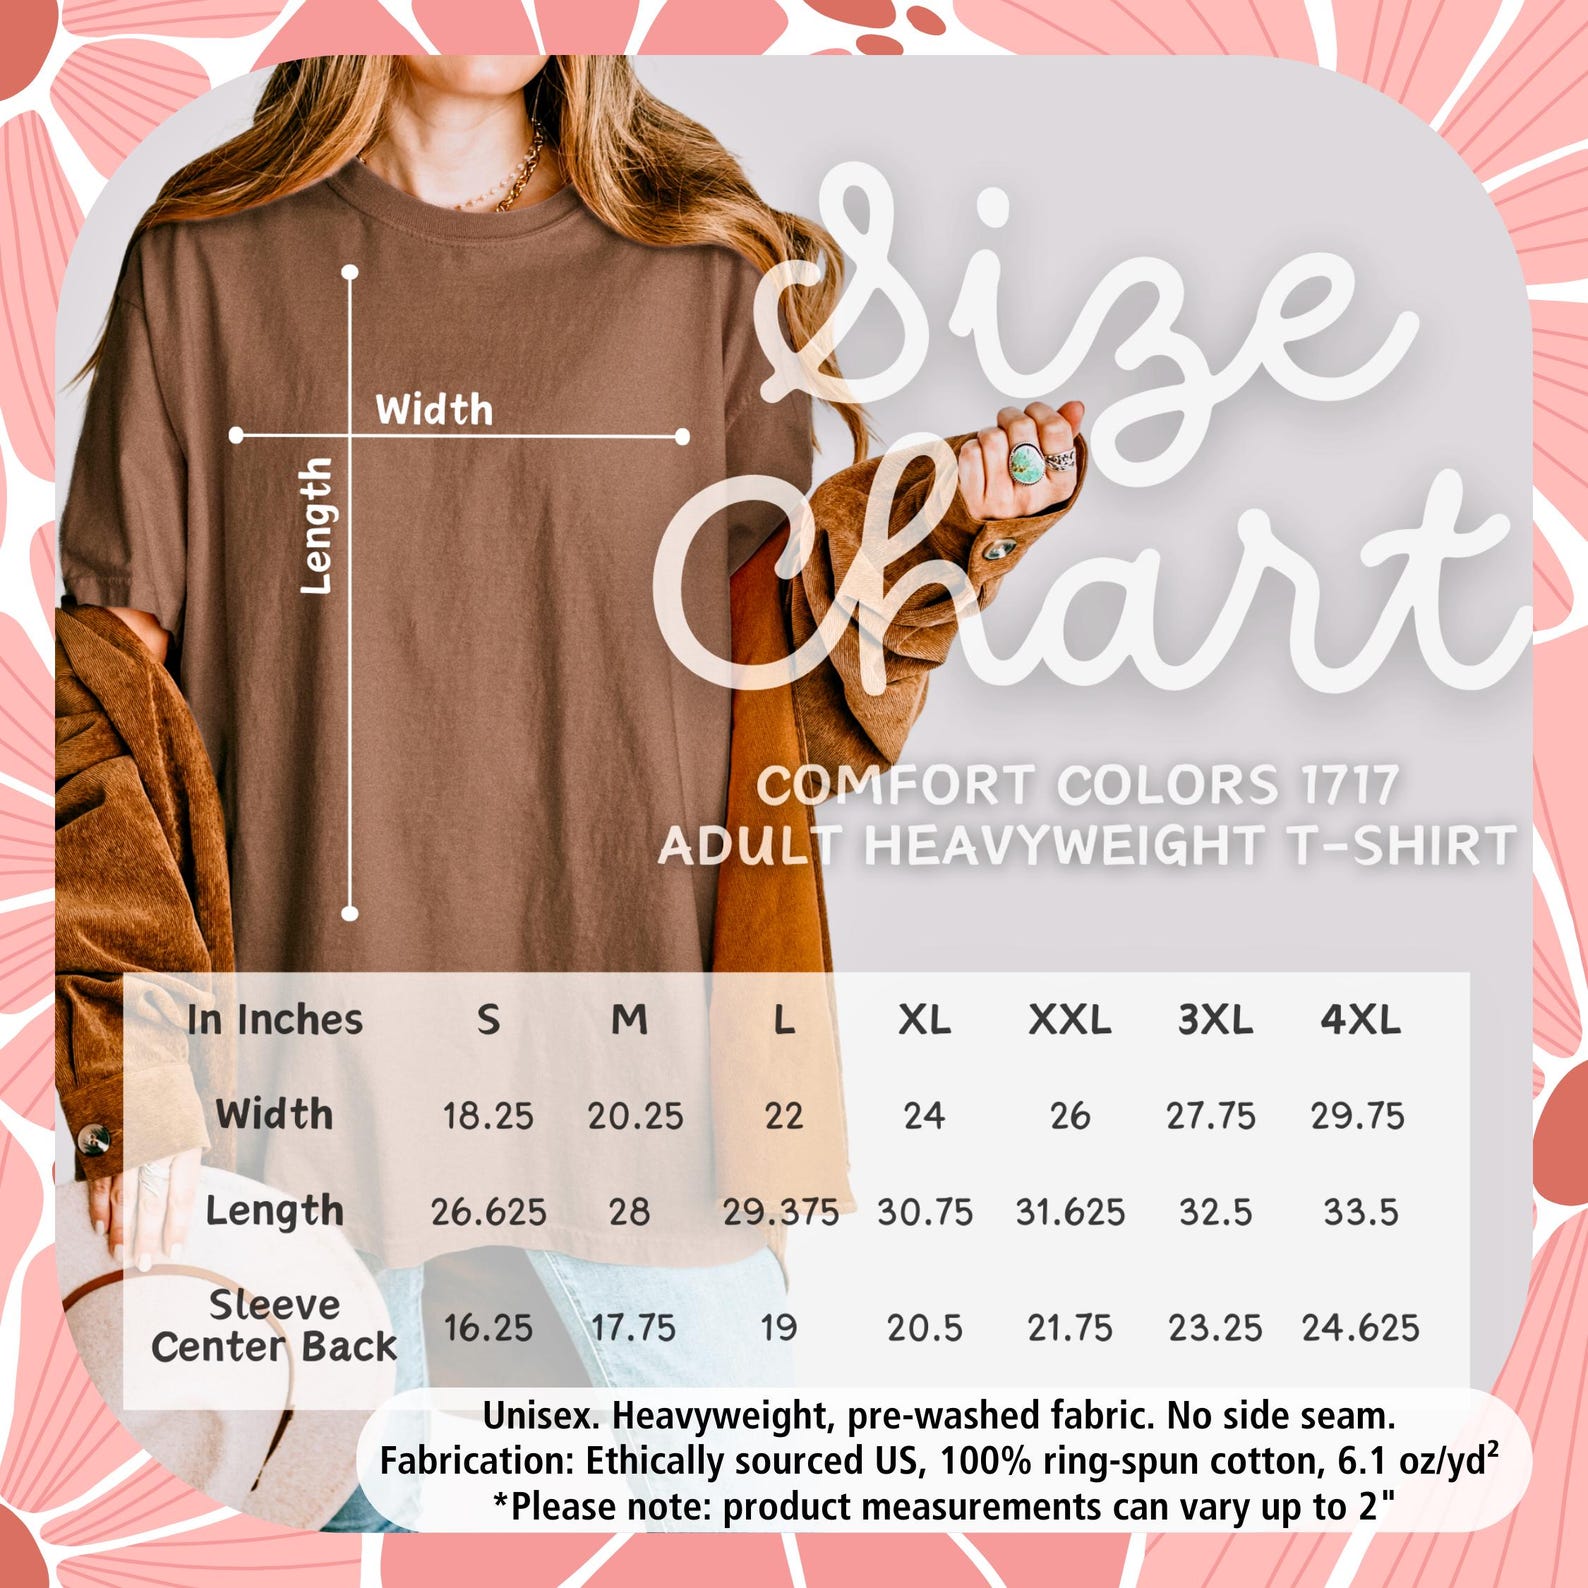 Size
Chart
Width
Length
COMFORT COLORS 1717
ADULT HEAVYWEIGHT T-SHIRT
In Inches S M L XL XXL 3XL 4XL
Width 18.25 20.25 22 24 26 27.75 29.75
Length 26.625 28 29.375 30.75 31.625 32.5 33.5
Sleeve
Center Back 16.25 17.75 19 20.5 21.75 23.25 24.625
Unisex. Heavyweight, pre-washed fabric. No side seam.
Fabrication: Ethically sourced US, 100% ring-spun cotton, 6.1 oz/yd²
*Please note: product measurements can vary up to 2"